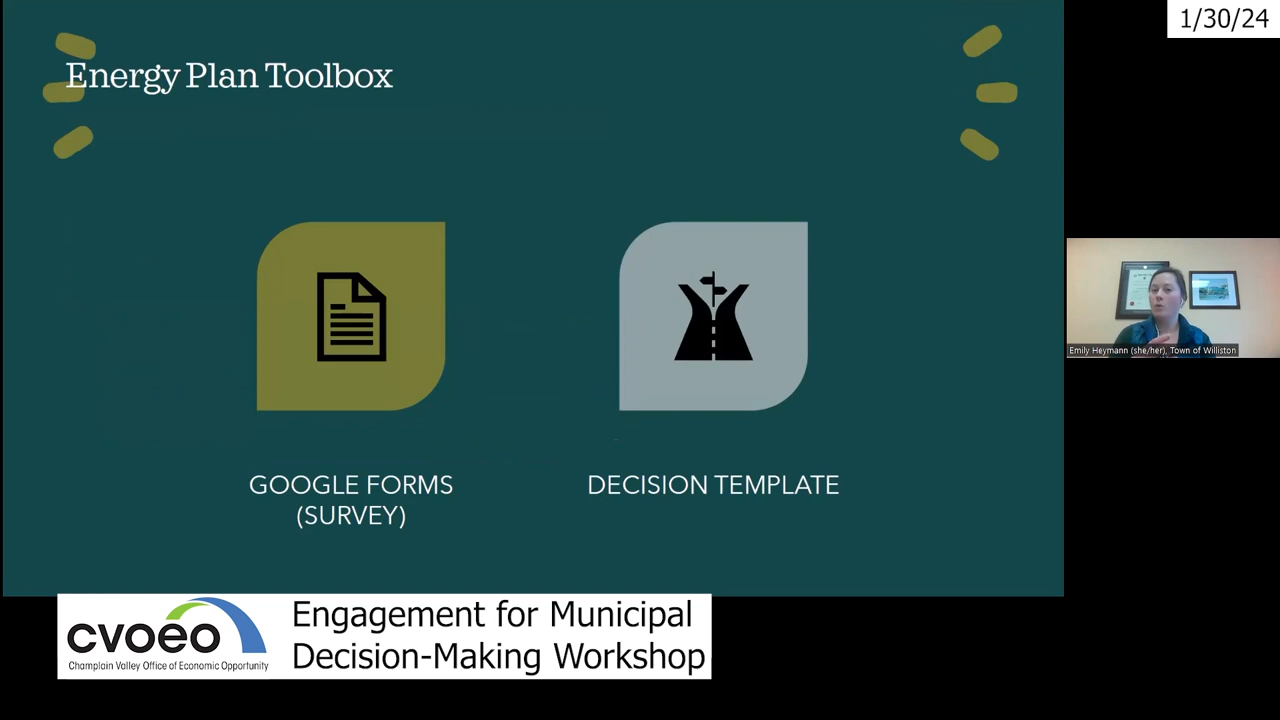 1/30/24
Energy Plan Toolbox
GOOGLE FORMS
(SURVEY)
DECISION TEMPLATE
Emily Heymann (she/her), Town of Williston
cvoeo
Champlain Valley Office of Economic Opportunity
Engagement for Municipal
Decision-Making Workshop